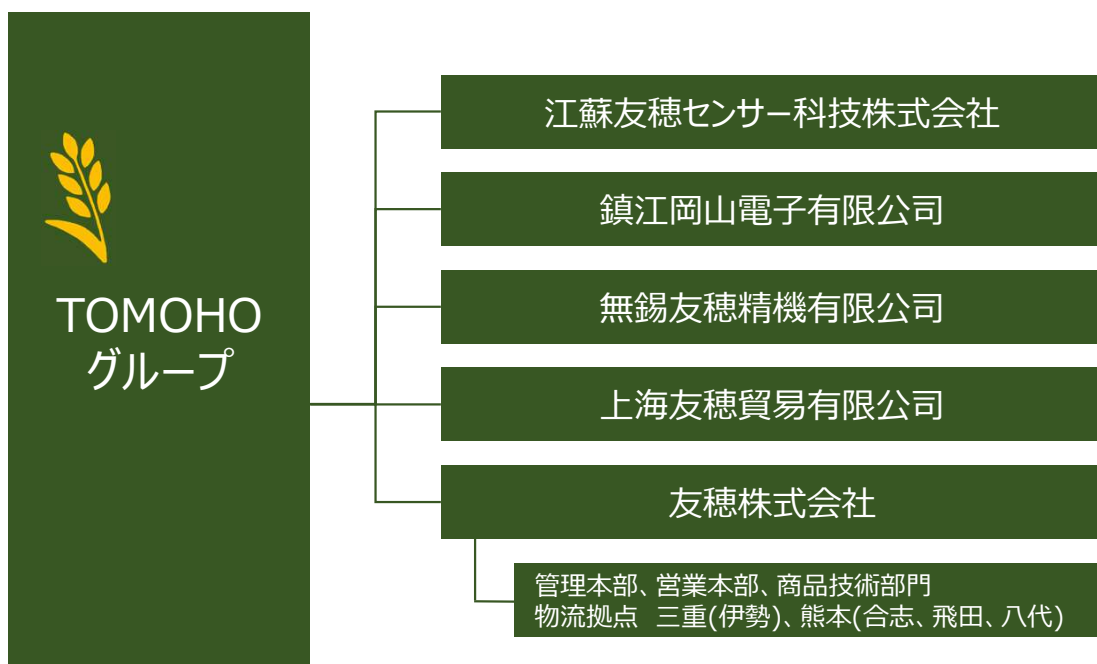 TOMOHO
グループ
江蘇友穂センサー科技株式会社
鎮江岡山電子有限公司
無錫友穂精機有限公司
上海友穂貿易有限公司
友穂株式会社
管理本部、営業本部、商品技術部門
物流拠点　三重(伊勢)、熊本(合志、飛田、八代)